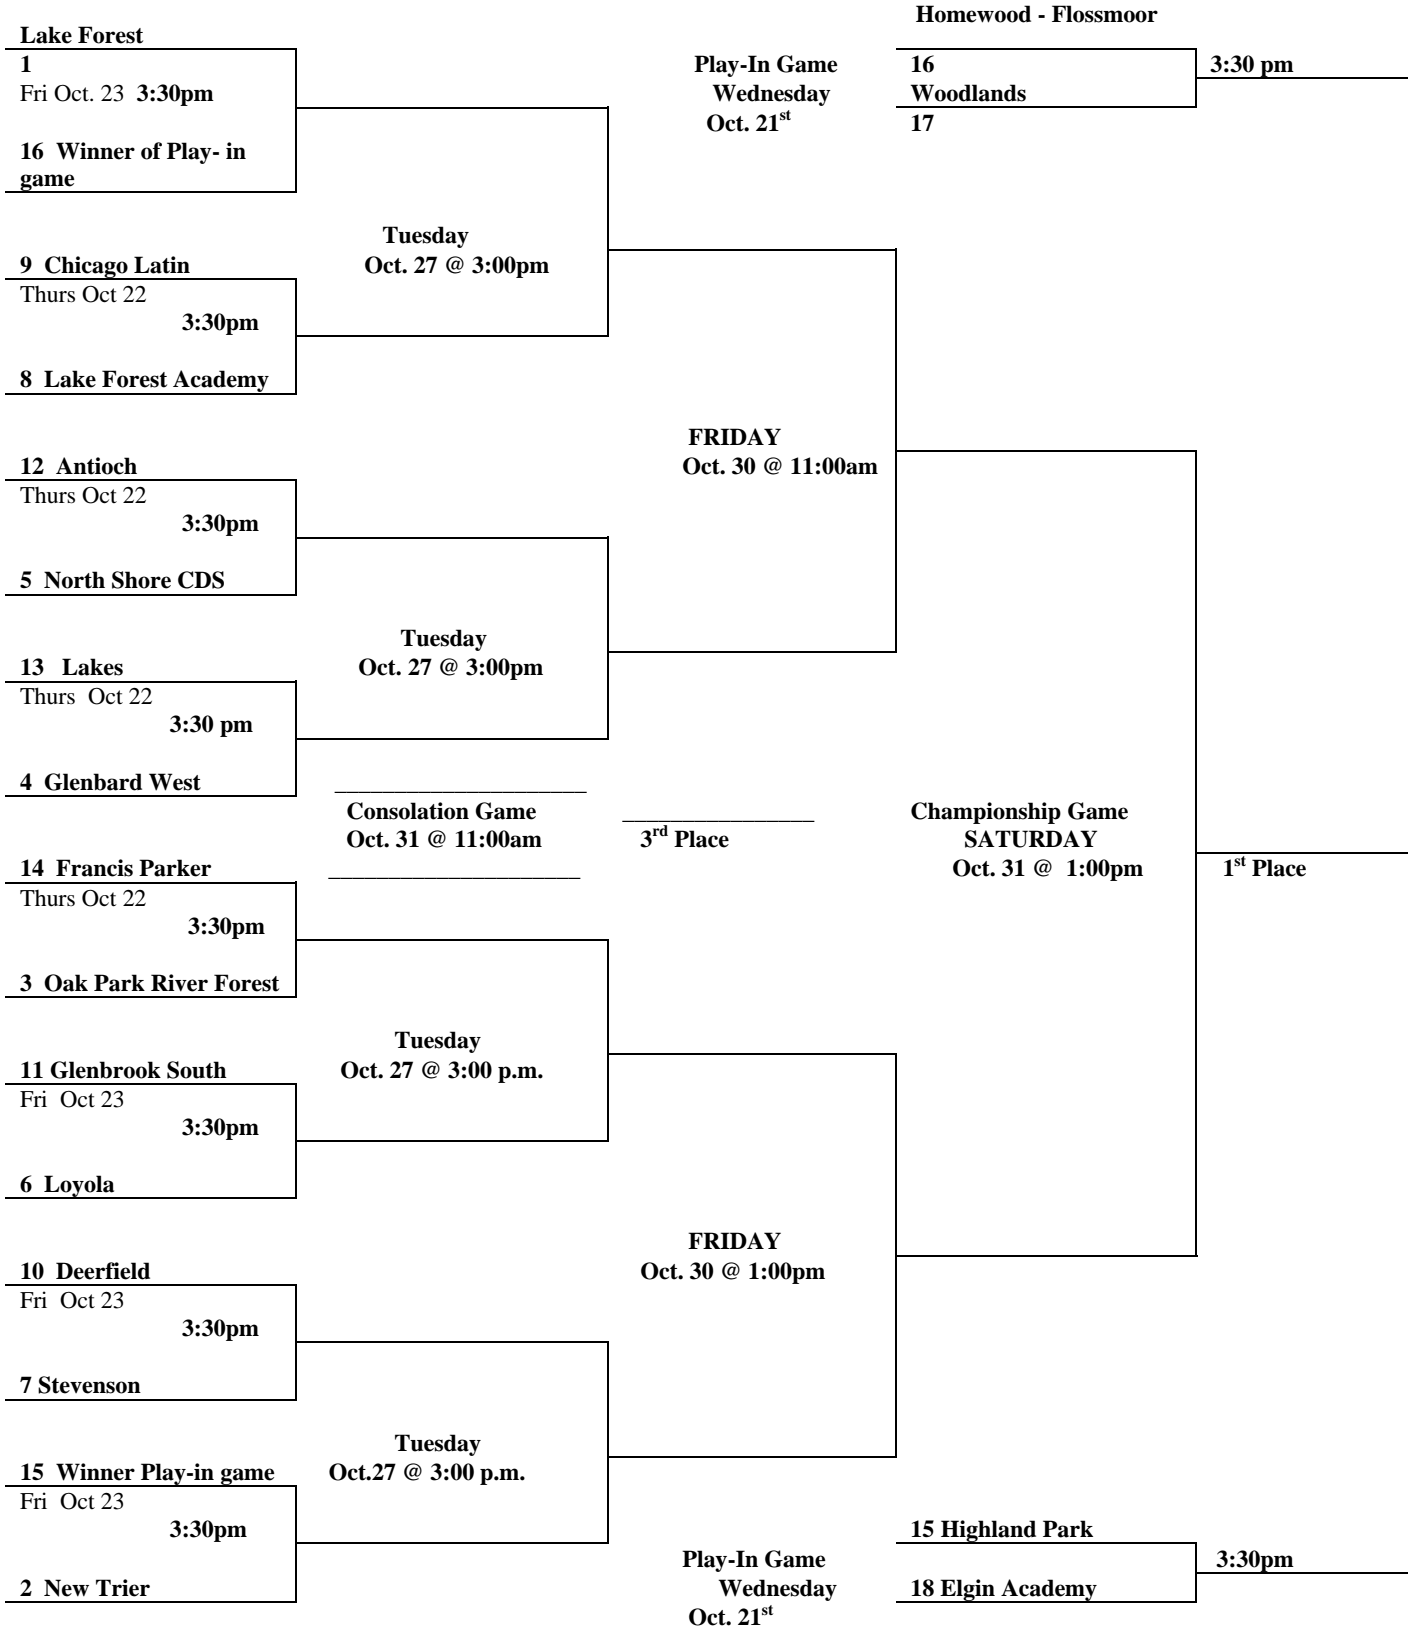 Homewood - Flossmoor
Lake Forest
1
Fri Oct. 23 3:30pm
16 Winner of Play- in
game
Play-In Game
Wednesday
Oct. 21st
16
Woodlands
17
3:30 pm
Tuesday
Oct. 27 @ 3:00pm
9 Chicago Latin
Thurs Oct 22
3:30pm
8 Lake Forest Academy
FRIDAY
Oct. 30 @ 11:00am
12 Antioch
Thurs Oct 22
3:30pm
5 North Shore CDS
Tuesday
Oct. 27 @ 3:00pm
13 Lakes
Thurs Oct 22
3:30 pm
4 Glenbard West
Consolation Game
Oct. 31 @ 11:00am
3rd Place
Championship Game
SATURDAY
Oct. 31 @ 1:00pm
1st Place
14 Francis Parker
Thurs Oct 22
3:30pm
3 Oak Park River Forest
Tuesday
Oct. 27 @ 3:00 p.m.
11 Glenbrook South
Fri Oct 23
3:30pm
6 Loyola
FRIDAY
Oct. 30 @ 1:00pm
10 Deerfield
Fri Oct 23
3:30pm
7 Stevenson
Tuesday
Oct.27 @ 3:00 p.m.
15 Winner Play-in game
Fri Oct 23
3:30pm
2 New Trier
Play-In Game
Wednesday
Oct. 21st
15 Highland Park
18 Elgin Academy
3:30pm